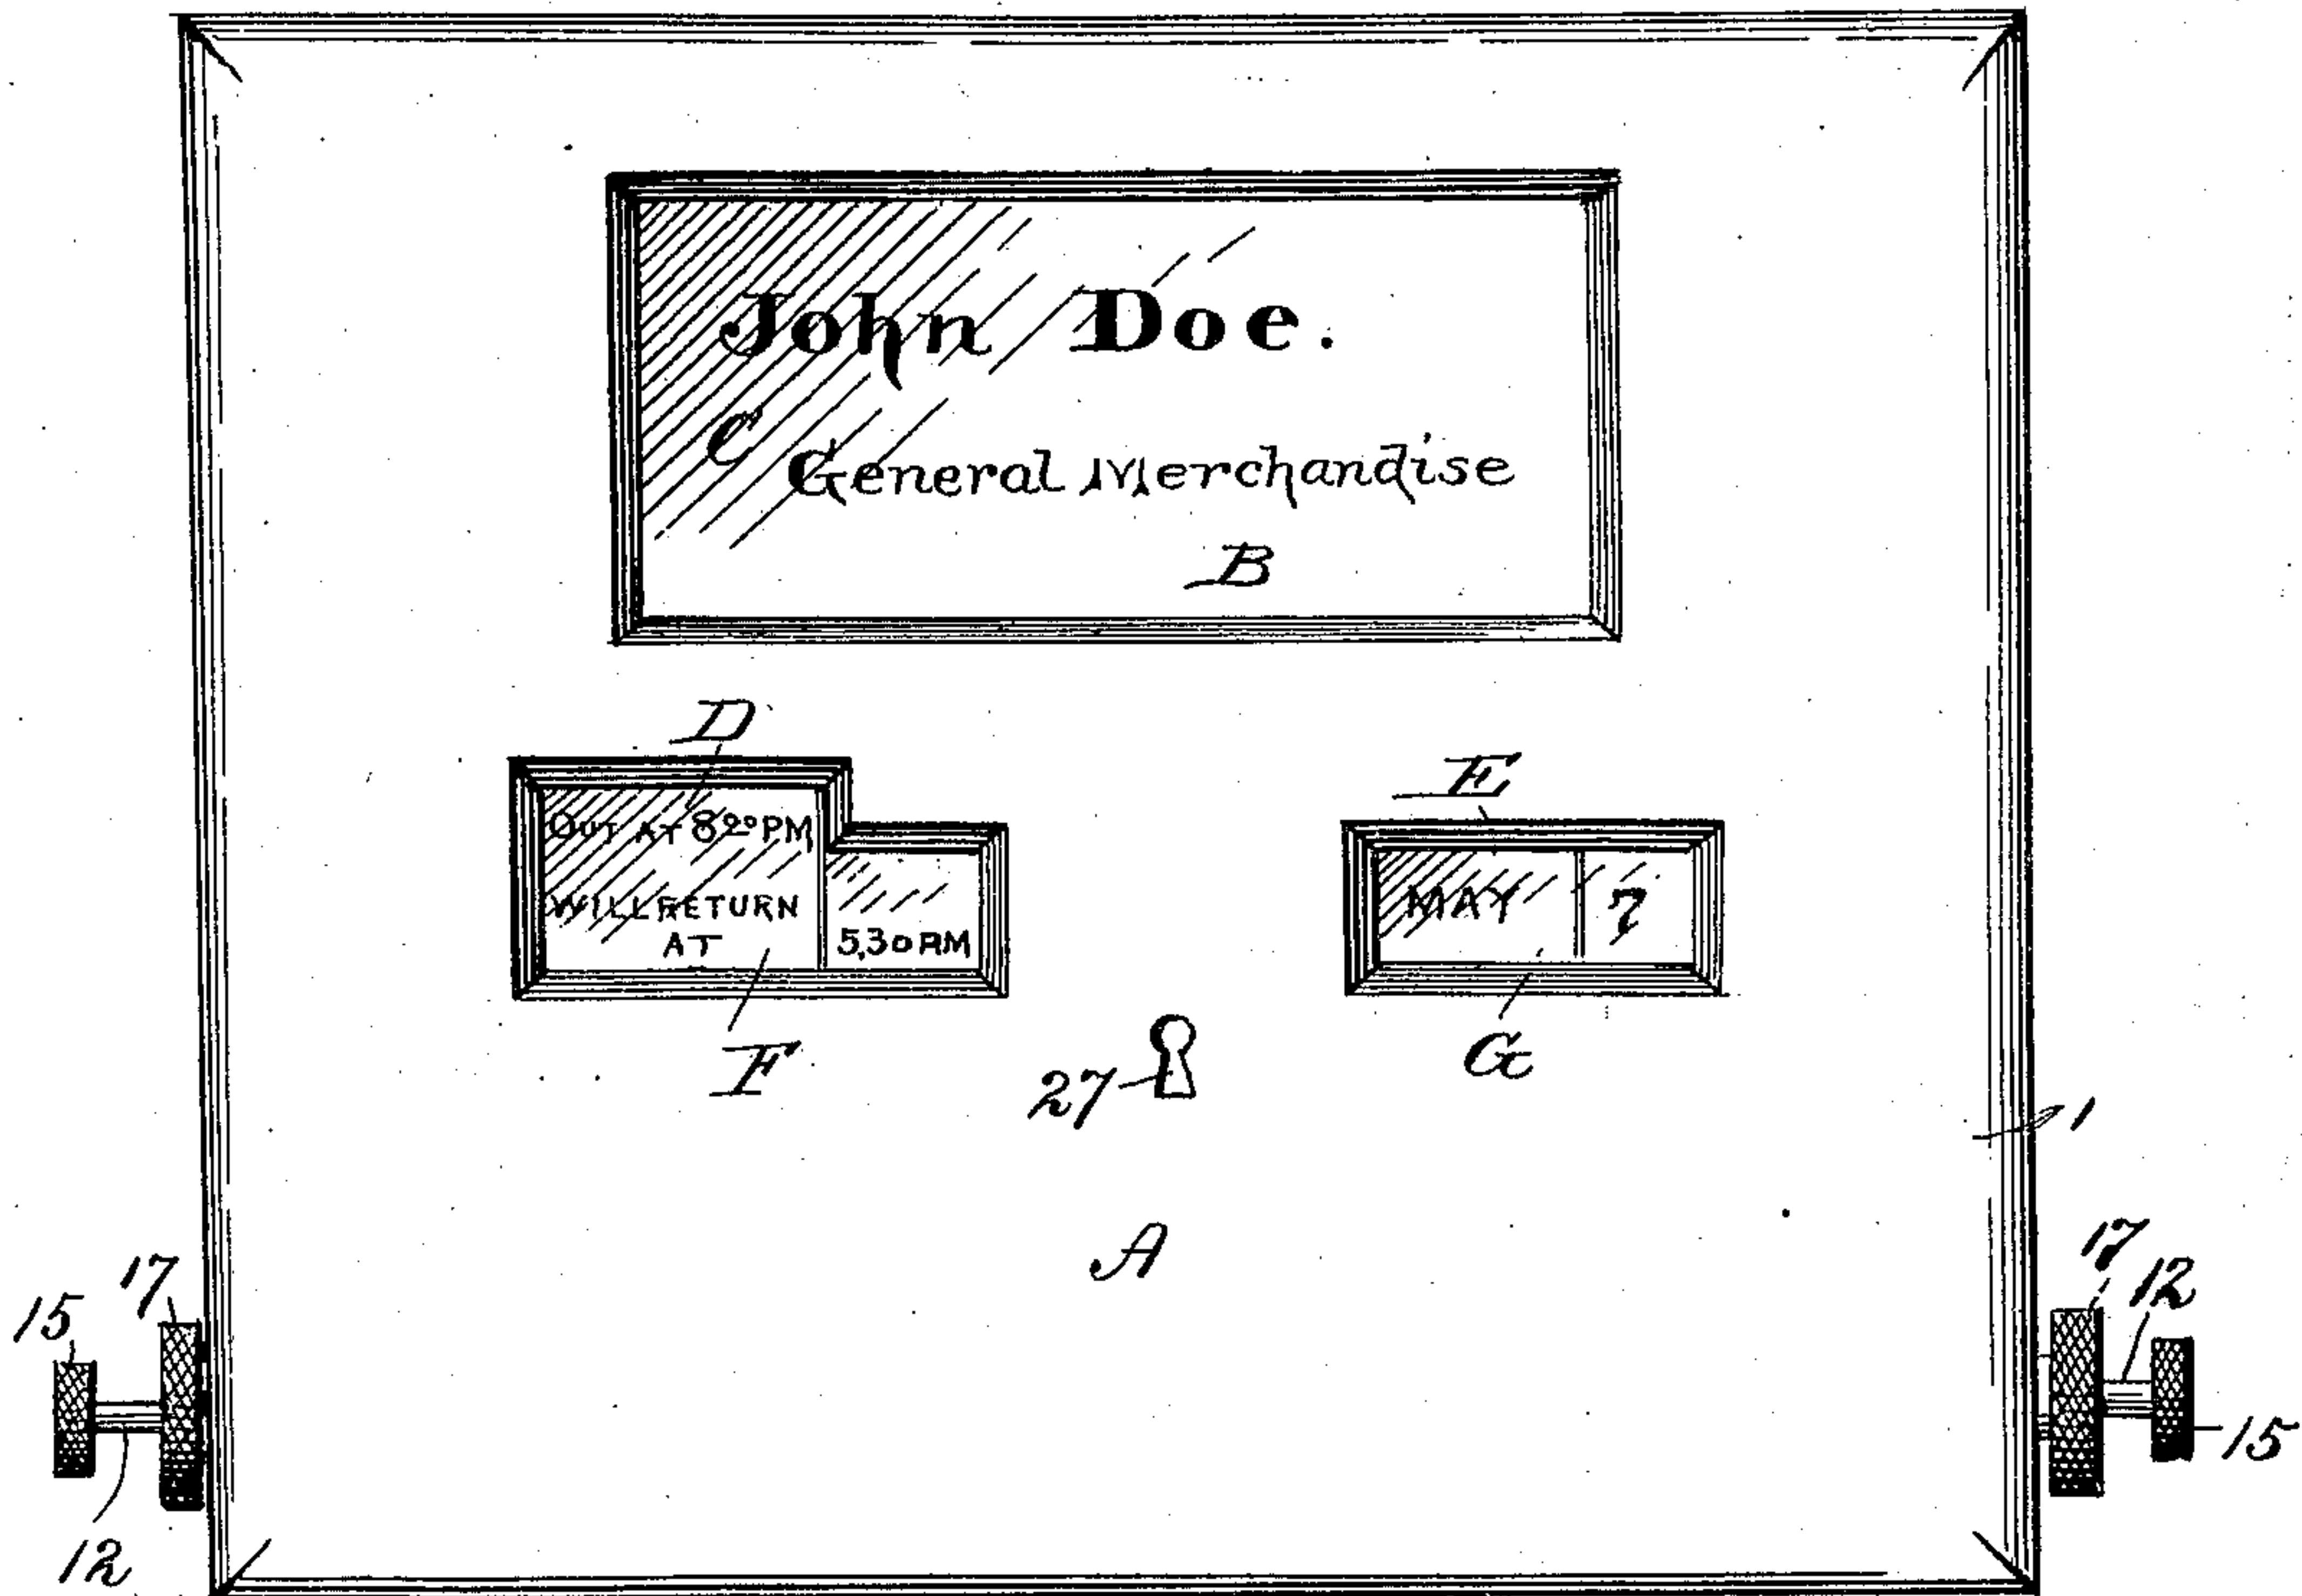 John Doe.
C
General Merchandise
B
D
E
OUT AT 8²⁰ PM
WILL RETURN
AT
5,30 PM
MAY 7
F
G
27
1
A
17
15
12
17
12
15